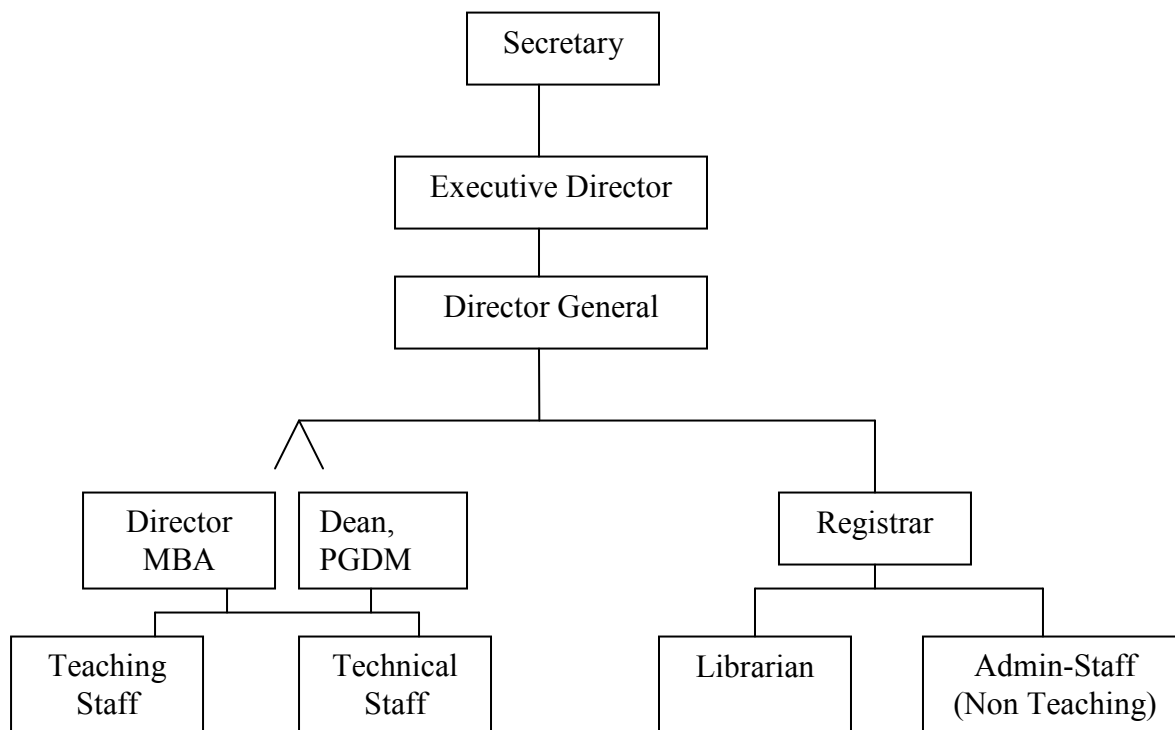 Secretary
Executive Director
Director General
Director
MBA
Dean,
PGDM
Registrar
Teaching
Staff
Technical
Staff
Librarian
Admin-Staff
(Non Teaching)